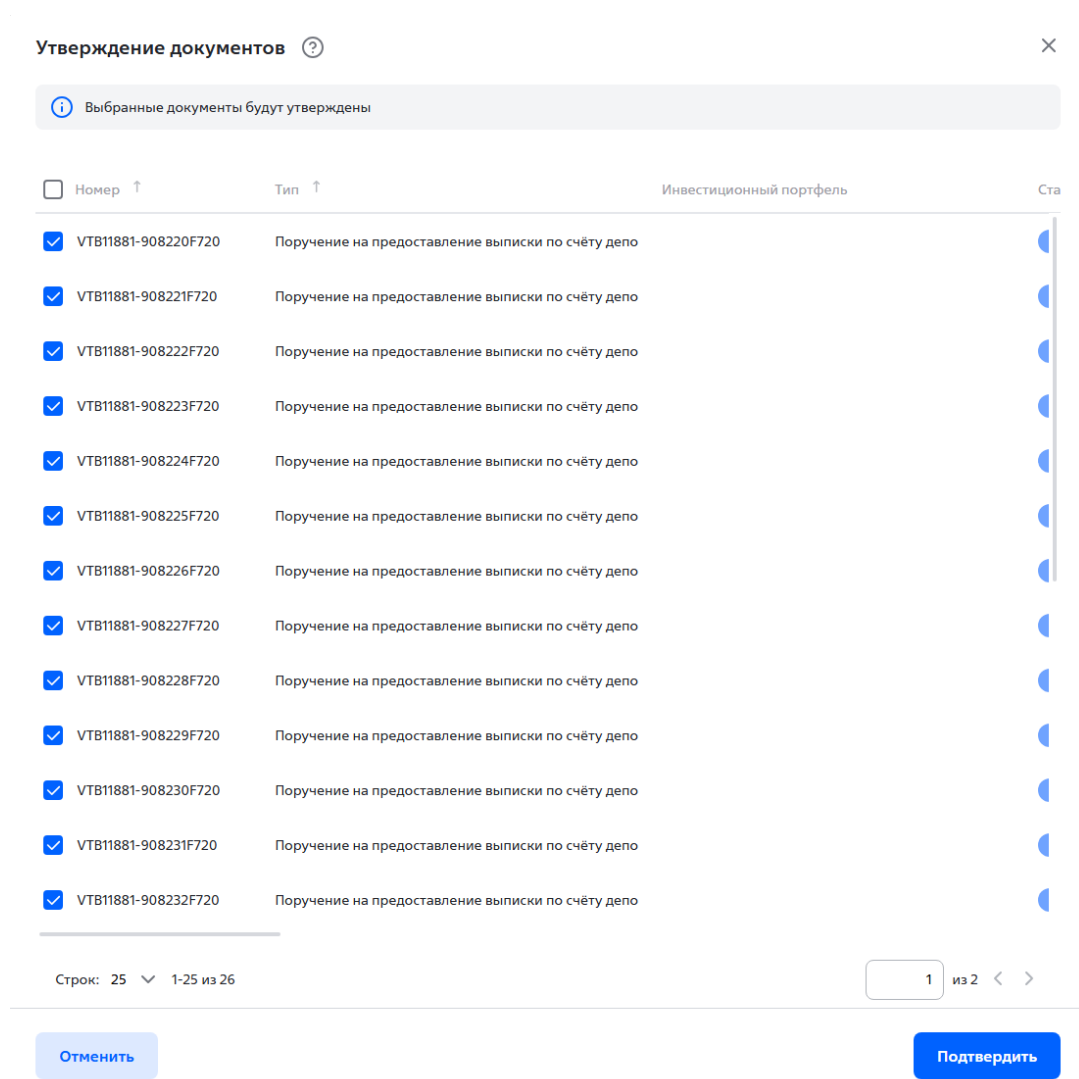 Утверждение документов ?
i Выбранные документы будут утверждены
Номер ↑ Тип ↑ Инвестиционный портфель Ста
VTB11881-908220F720 Поручение на предоставление выписки по счёту депо
VTB11881-908221F720 Поручение на предоставление выписки по счёту депо
VTB11881-908222F720 Поручение на предоставление выписки по счёту депо
VTB11881-908223F720 Поручение на предоставление выписки по счёту депо
VTB11881-908224F720 Поручение на предоставление выписки по счёту депо
VTB11881-908225F720 Поручение на предоставление выписки по счёту депо
VTB11881-908226F720 Поручение на предоставление выписки по счёту депо
VTB11881-908227F720 Поручение на предоставление выписки по счёту депо
VTB11881-908228F720 Поручение на предоставление выписки по счёту депо
VTB11881-908229F720 Поручение на предоставление выписки по счёту депо
VTB11881-908230F720 Поручение на предоставление выписки по счёту депо
VTB11881-908231F720 Поручение на предоставление выписки по счёту депо
VTB11881-908232F720 Поручение на предоставление выписки по счёту депо
Строк: 25 1-25 из 26 1 из 2
Отменить Подтвердить